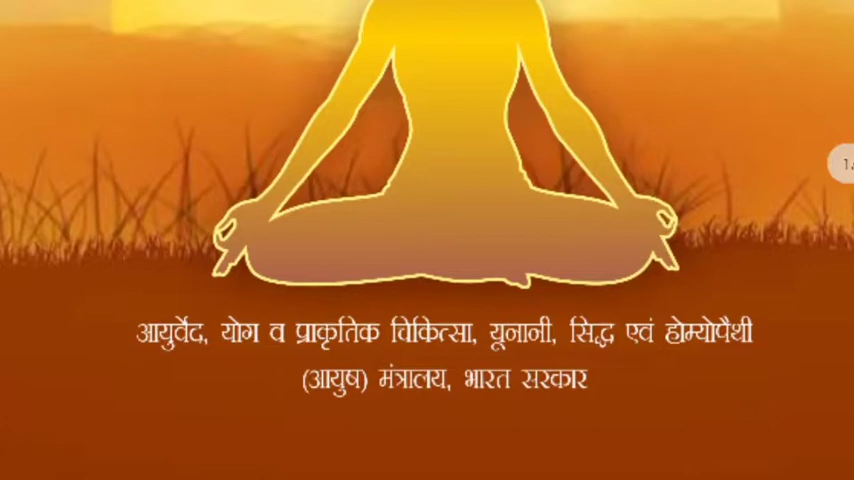 आयुर्वेद, योग व प्राकृतिक चिकित्सा, यूनानी, सिद्ध एवं होम्योपैथी
(आयुष) मंत्रालय, भारत सरकार